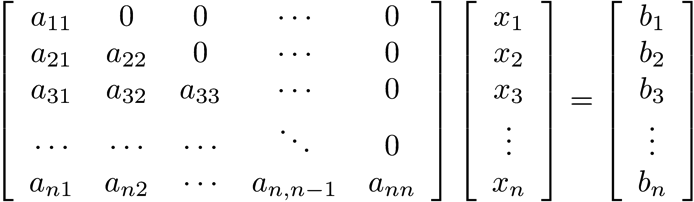 [ a₁₁ 0 0 ⋯ 0 ] [ x₁ ] [ b₁ ]
[ a₂₁ a₂₂ 0 ⋯ 0 ] [ x₂ ] [ b₂ ]
[ a₃₁ a₃₂ a₃₃ ⋯ 0 ] [ x₃ ] = [ b₃ ]
[ ⋯ ⋯ ⋯ ⋱ 0 ] [ ⋮ ] [ ⋮ ]
[ aₙ₁ aₙ₂ ⋯ aₙ,ₙ₋₁ aₙₙ ] [ xₙ ] [ bₙ ]